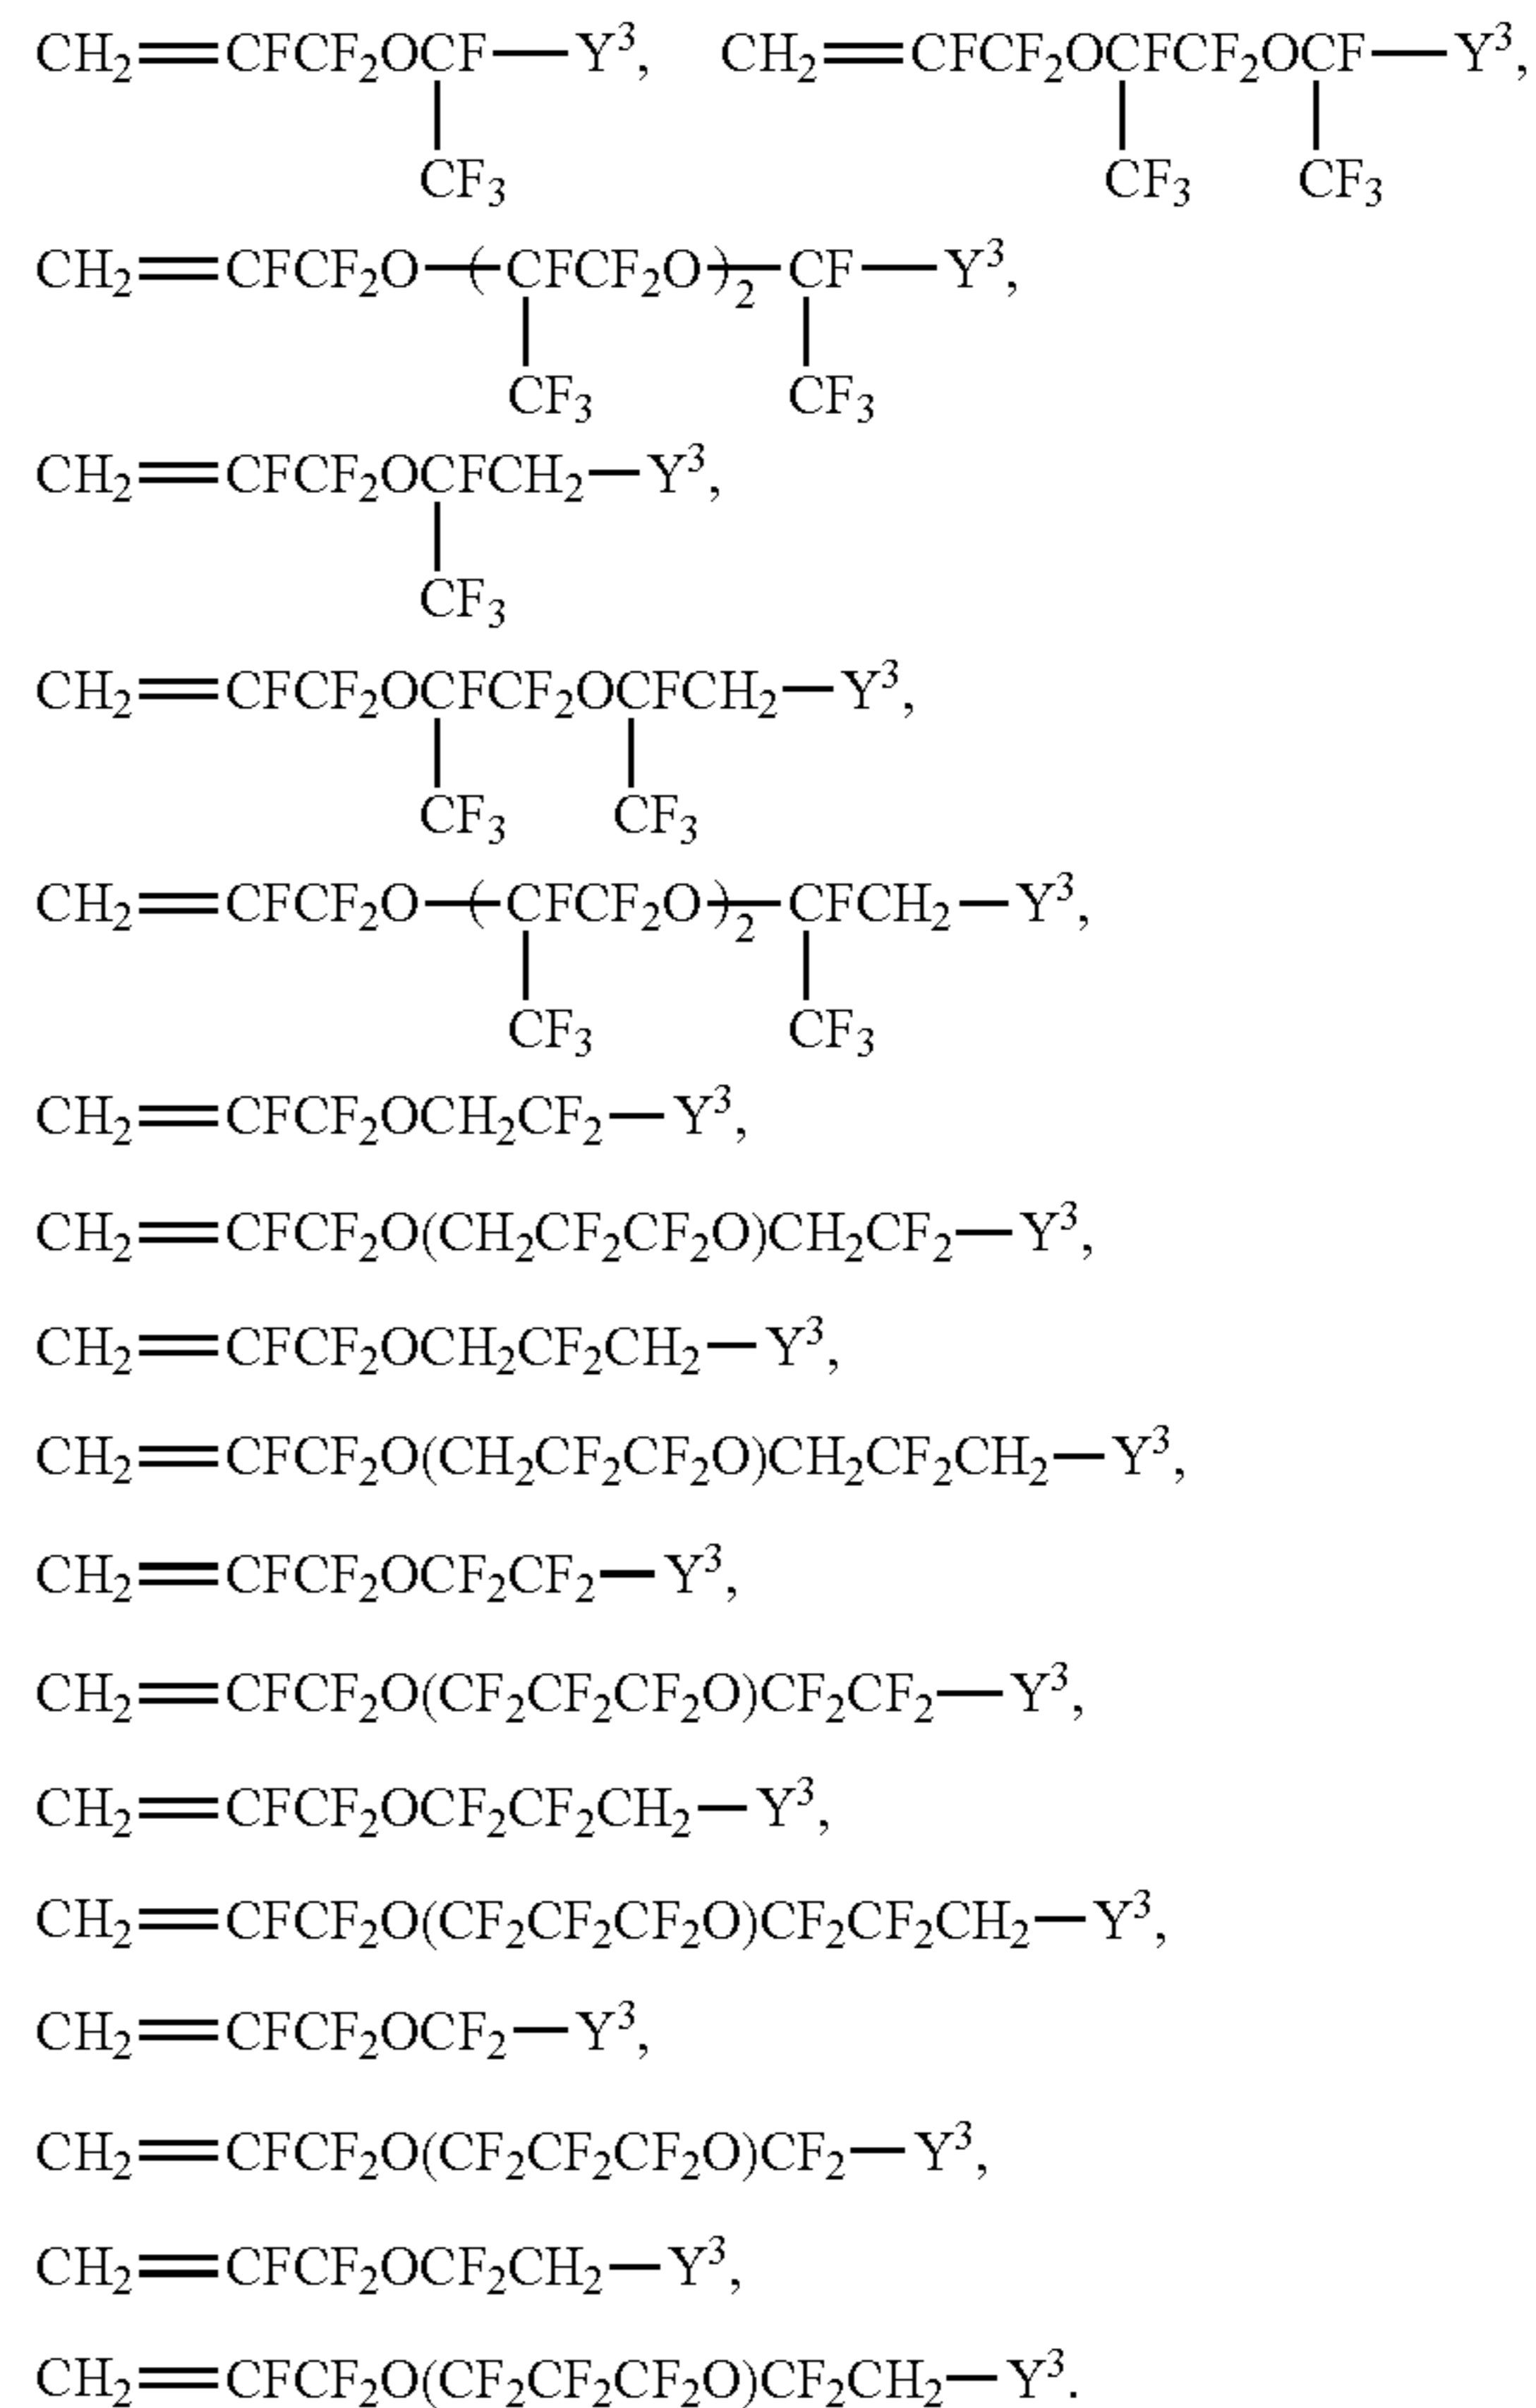 CH₂=CFCF₂OCF—Y³, CH₂=CFCF₂OCFCF₂OCF—Y³,
CF₃ CF₃ CF₃
CH₂=CFCF₂O—(CFCF₂O)₂—CF—Y³,
CF₃ CF₃
CH₂=CFCF₂OCFCH₂—Y³,
CF₃
CH₂=CFCF₂OCFCF₂OCFCH₂—Y³,
CF₃ CF₃
CH₂=CFCF₂O—(CFCF₂O)₂—CFCH₂—Y³,
CF₃ CF₃
CH₂=CFCF₂OCH₂CF₂—Y³,
CH₂=CFCF₂O(CH₂CF₂CF₂O)CH₂CF₂—Y³,
CH₂=CFCF₂OCH₂CF₂CH₂—Y³,
CH₂=CFCF₂O(CH₂CF₂CF₂O)CH₂CF₂CH₂—Y³,
CH₂=CFCF₂OCF₂CF₂—Y³,
CH₂=CFCF₂O(CF₂CF₂CF₂O)CF₂CF₂—Y³,
CH₂=CFCF₂OCF₂CF₂CH₂—Y³,
CH₂=CFCF₂O(CF₂CF₂CF₂O)CF₂CF₂CH₂—Y³,
CH₂=CFCF₂OCF₂—Y³,
CH₂=CFCF₂O(CF₂CF₂CF₂O)CF₂—Y³,
CH₂=CFCF₂OCF₂CH₂—Y³,
CH₂=CFCF₂O(CF₂CF₂CF₂O)CF₂CH₂—Y³.